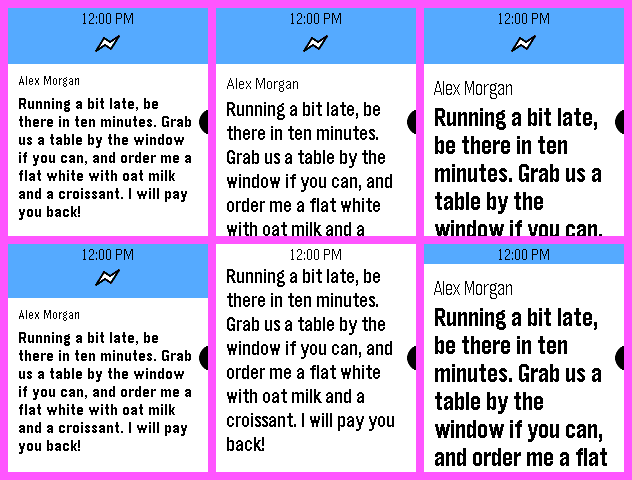 12:00 PM
Alex Morgan
Running a bit late, be
there in ten minutes. Grab
us a table by the window
if you can, and order me a
flat white with oat milk
and a croissant. I will pay
you back!
12:00 PM
Alex Morgan
Running a bit late, be
there in ten minutes.
Grab us a table by the
window if you can, and
order me a flat white
with oat milk and a
12:00 PM
Alex Morgan
Running a bit late,
be there in ten
minutes. Grab us a
table by the
window if you can,
12:00 PM
Alex Morgan
Running a bit late, be
there in ten minutes. Grab
us a table by the window
if you can, and order me a
flat white with oat milk
and a croissant. I will pay
you back!
12:00 PM
Running a bit late, be
there in ten minutes.
Grab us a table by the
window if you can, and
order me a flat white
with oat milk and a
croissant. I will pay you
back!
12:00 PM
Alex Morgan
Running a bit late,
be there in ten
minutes. Grab us a
table by the
window if you can,
and order me a flat